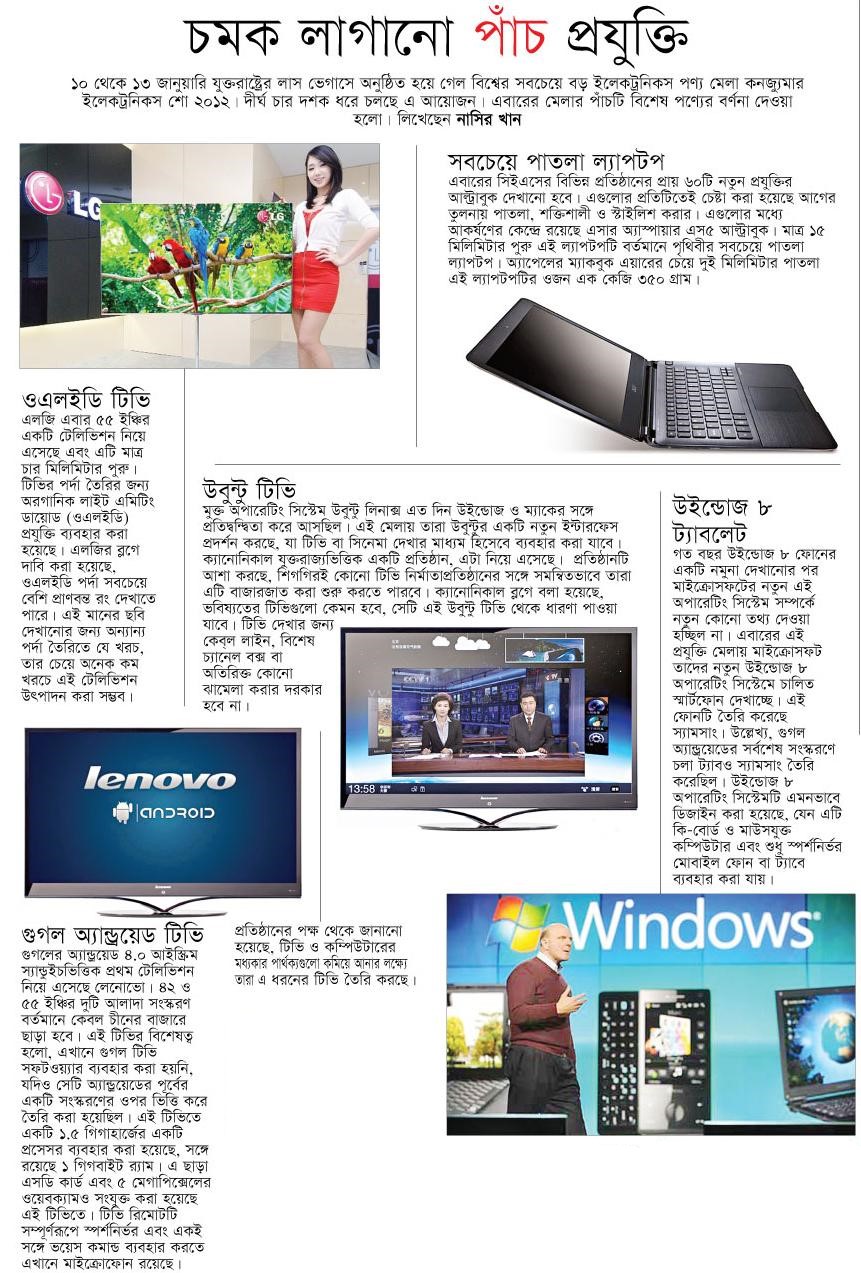 চমক লাগানো পাঁচ প্রযুক্তি
১০ থেকে ১৩ জানুয়ারি যুক্তরাষ্ট্রের লাস ভেগাসে অনুষ্ঠিত হয়ে গেল বিশ্বের সবচেয়ে বড় ইলেকট্রনিকস পণ্য মেলা কনজ্যুমার
ইলেকট্রনিকস শো ২০১২। দীর্ঘ চার দশক ধরে চলছে এ আয়োজন। এবারের মেলার পাঁচটি বিশেষ পণ্যের বর্ণনা দেওয়া
হলো। লিখেছেন নাসির খান
LG
LG
সবচেয়ে পাতলা ল্যাপটপ
এবারের সিইএসের বিভিন্ন প্রতিষ্ঠানের প্রায় ৬০টি নতুন প্রযুক্তির
আল্ট্রাবুক দেখানো হবে। এগুলোর প্রতিটিতেই চেষ্টা করা হয়েছে আগের
তুলনায় পাতলা, শক্তিশালী ও স্টাইলিশ করার। এগুলোর মধ্যে
আকর্ষণের কেন্দ্রে রয়েছে এসার অ্যাস্পায়ার এস৫ আল্ট্রাবুক। মাত্র ১৫
মিলিমিটার পুরু এই ল্যাপটপটি বর্তমানে পৃথিবীর সবচেয়ে পাতলা
ল্যাপটপ। অ্যাপেলের ম্যাকবুক এয়ারের চেয়ে দুই মিলিমিটার পাতলা
এই ল্যাপটপটির ওজন এক কেজি ৩৫০ গ্রাম।
ওএলইডি টিভি
এলজি এবার ৫৫ ইঞ্চির
একটি টেলিভিশন নিয়ে
এসেছে এবং এটি মাত্র
চার মিলিমিটার পুরু।
টিভির পর্দা তৈরির জন্য
অরগানিক লাইট এমিটিং
ডায়োড (ওএলইডি)
প্রযুক্তি ব্যবহার করা
হয়েছে। এলজির ব্লগে
দাবি করা হয়েছে,
ওএলইডি পর্দা সবচেয়ে
বেশি প্রাণবন্ত রং দেখাতে
পারে। এই মানের ছবি
দেখানোর জন্য অন্যান্য
পর্দা তৈরিতে যে খরচ,
তার চেয়ে অনেক কম
খরচে এই টেলিভিশন
উৎপাদন করা সম্ভব।
উবুন্টু টিভি
মুক্ত অপারেটিং সিস্টেম উবুন্টু লিনাক্স এত দিন উইন্ডোজ ও ম্যাকের সঙ্গে
প্রতিদ্বন্দ্বিতা করে আসছিল। এই মেলায় তারা উবুন্টুর একটি নতুন ইন্টারফেস
প্রদর্শন করছে, যা টিভি বা সিনেমা দেখার মাধ্যম হিসেবে ব্যবহার করা যাবে।
ক্যানোনিকাল যুক্তরাজ্যভিত্তিক একটি প্রতিষ্ঠান, এটা নিয়ে এসেছে। প্রতিষ্ঠানটি
আশা করছে, শিগগিরই কোনো টিভি নির্মাতাপ্রতিষ্ঠানের সঙ্গে সমন্বিতভাবে তারা
এটি বাজারজাত করা শুরু করতে পারবে। ক্যানোনিকাল ব্লগে বলা হয়েছে,
ভবিষ্যতের টিভিগুলো কেমন হবে, সেটি এই উবুন্টু টিভি থেকে ধারণা পাওয়া
যাবে। টিভি দেখার জন্য
কেব্‌ল লাইন, বিশেষ
চ্যানেল বক্স বা
অতিরিক্ত কোনো
ঝামেলা করার দরকার
হবে না।
CCTV 1
13:58
উইন্ডোজ ৮
ট্যাবলেট
গত বছর উইন্ডোজ ৮ ফোনের
একটি নমুনা দেখানোর পর
মাইক্রোসফটের নতুন এই
অপারেটিং সিস্টেম সম্পর্কে
নতুন কোনো তথ্য দেওয়া
হচ্ছিল না। এবারের এই
প্রযুক্তি মেলায় মাইক্রোসফট
তাদের নতুন উইন্ডোজ ৮
অপারেটিং সিস্টেমে চালিত
স্মার্টফোন দেখাচ্ছে। এই
ফোনটি তৈরি করেছে
স্যামসাং। উল্লেখ্য, গুগল
অ্যান্ড্রয়েডের সর্বশেষ সংস্করণে
চলা ট্যাবও স্যামসাং তৈরি
করেছিল। উইন্ডোজ ৮
অপারেটিং সিস্টেমটি এমনভাবে
ডিজাইন করা হয়েছে, যেন এটি
কি-বোর্ড ও মাউসযুক্ত
কম্পিউটার এবং শুধু স্পর্শনির্ভর
মোবাইল ফোন বা ট্যাবে
ব্যবহার করা যায়।
lenovo
ANDROID
lenovo
গুগল অ্যান্ড্রয়েড টিভি
গুগলের অ্যান্ড্রয়েড ৪.০ আইস্ক্রিম
স্যান্ডুইচভিত্তিক প্রথম টেলিভিশন
নিয়ে এসেছে লেনোভো। ৪২ ও
৫৫ ইঞ্চির দুটি আলাদা সংস্করণ
বর্তমানে কেবল চীনের বাজারে
ছাড়া হবে। এই টিভির বিশেষত্ব
হলো, এখানে গুগল টিভি
সফটওয়্যার ব্যবহার করা হয়নি,
যদিও সেটি অ্যান্ড্রয়েডের পূর্বের
একটি সংস্করণের ওপর ভিত্তি করে
তৈরি করা হয়েছিল। এই টিভিতে
একটি ১.৫ গিগাহার্জের একটি
প্রসেসর ব্যবহার করা হয়েছে, সঙ্গে
রয়েছে ১ গিগবাইট র‍্যাম। এ ছাড়া
এসডি কার্ড এবং ৫ মেগাপিক্সেলের
ওয়েবক্যামও সংযুক্ত করা হয়েছে
এই টিভিতে। টিভি রিমোটটি
সম্পূর্ণরূপে স্পর্শনির্ভর এবং একই
সঙ্গে ভয়েস কমান্ড ব্যবহার করতে
এখানে মাইক্রোফোন রয়েছে।
প্রতিষ্ঠানের পক্ষ থেকে জানানো
হয়েছে, টিভি ও কম্পিউটারের
মধ্যকার পার্থক্যগুলো কমিয়ে আনার লক্ষ্যে
তারা এ ধরনের টিভি তৈরি করছে।
Windows